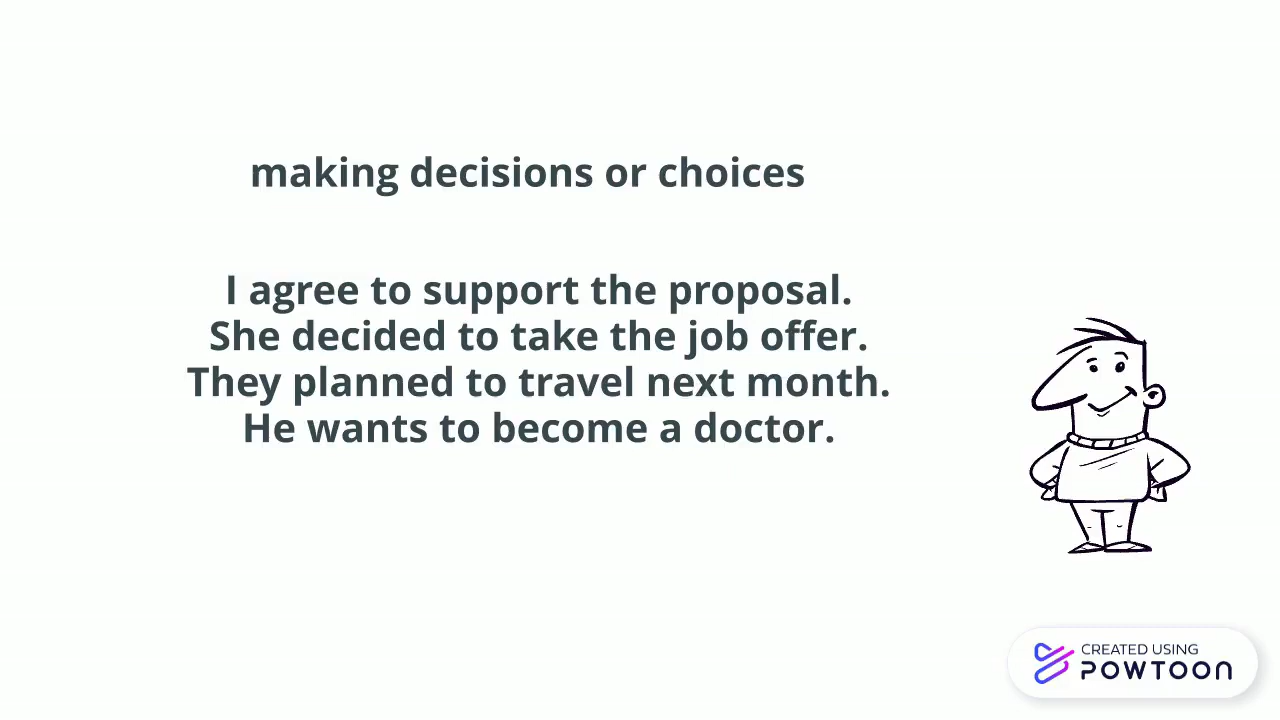 making decisions or choices
I agree to support the proposal.
She decided to take the job offer.
They planned to travel next month.
He wants to become a doctor.
CREATED USING
POWTOON